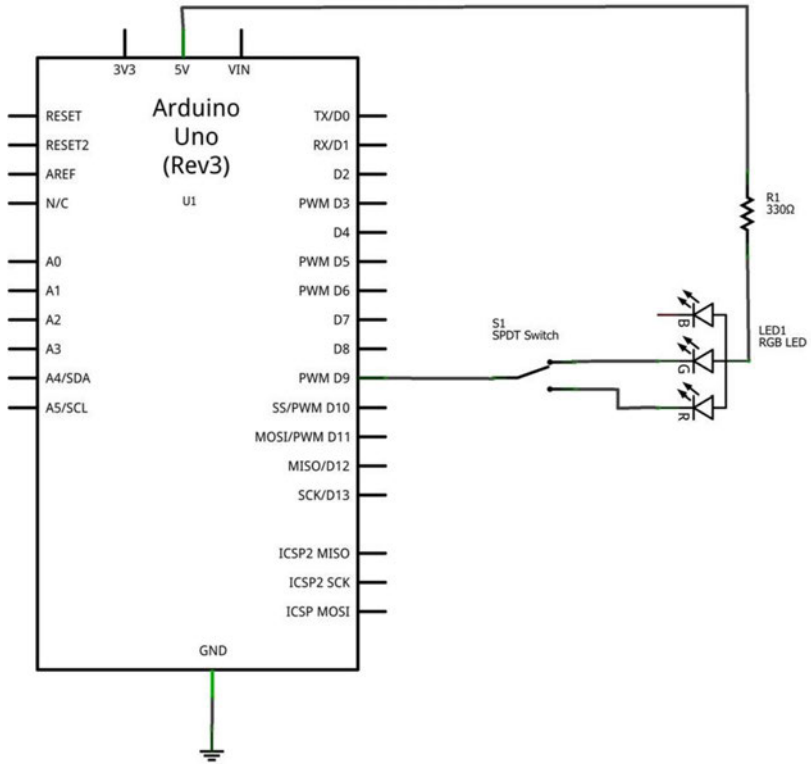 3V3
5V
VIN
Arduino
Uno
(Rev3)
U1
RESET
RESET2
AREF
N/C
A0
A1
A2
A3
A4/SDA
A5/SCL
TX/D0
RX/D1
D2
PWM D3
D4
PWM D5
PWM D6
D7
D8
PWM D9
SS/PWM D10
MOSI/PWM D11
MISO/D12
SCK/D13
ICSP2 MISO
ICSP2 SCK
ICSP MOSI
GND
S1
SPDT Switch
R1
330Ω
B
G
R
LED1
RGB LED